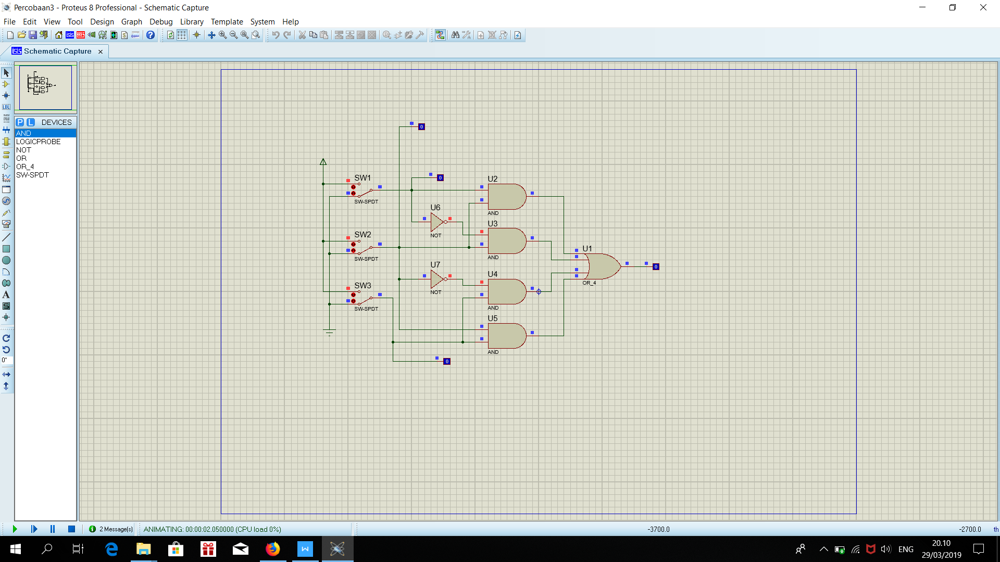 Percobaan3 - Proteus 8 Professional - Schematic Capture
File Edit View Tool Design Graph Debug Library Template System Help
Schematic Capture
P L DEVICES
AND
LOGICPROBE
NOT
OR
OR_4
SW-SPDT
LBL
A
S
0°
0
0
SW1
SW-SPDT
U2
AND
U6
NOT
U3
AND
SW2
SW-SPDT
U7
NOT
U1
OR_4
0
U4
AND
SW3
SW-SPDT
U5
AND
0
2 Message(s)
ANIMATING: 00:00:02.050000 (CPU load 0%)
-3700.0
-2700.0
th
ENG
20.10
29/03/2019